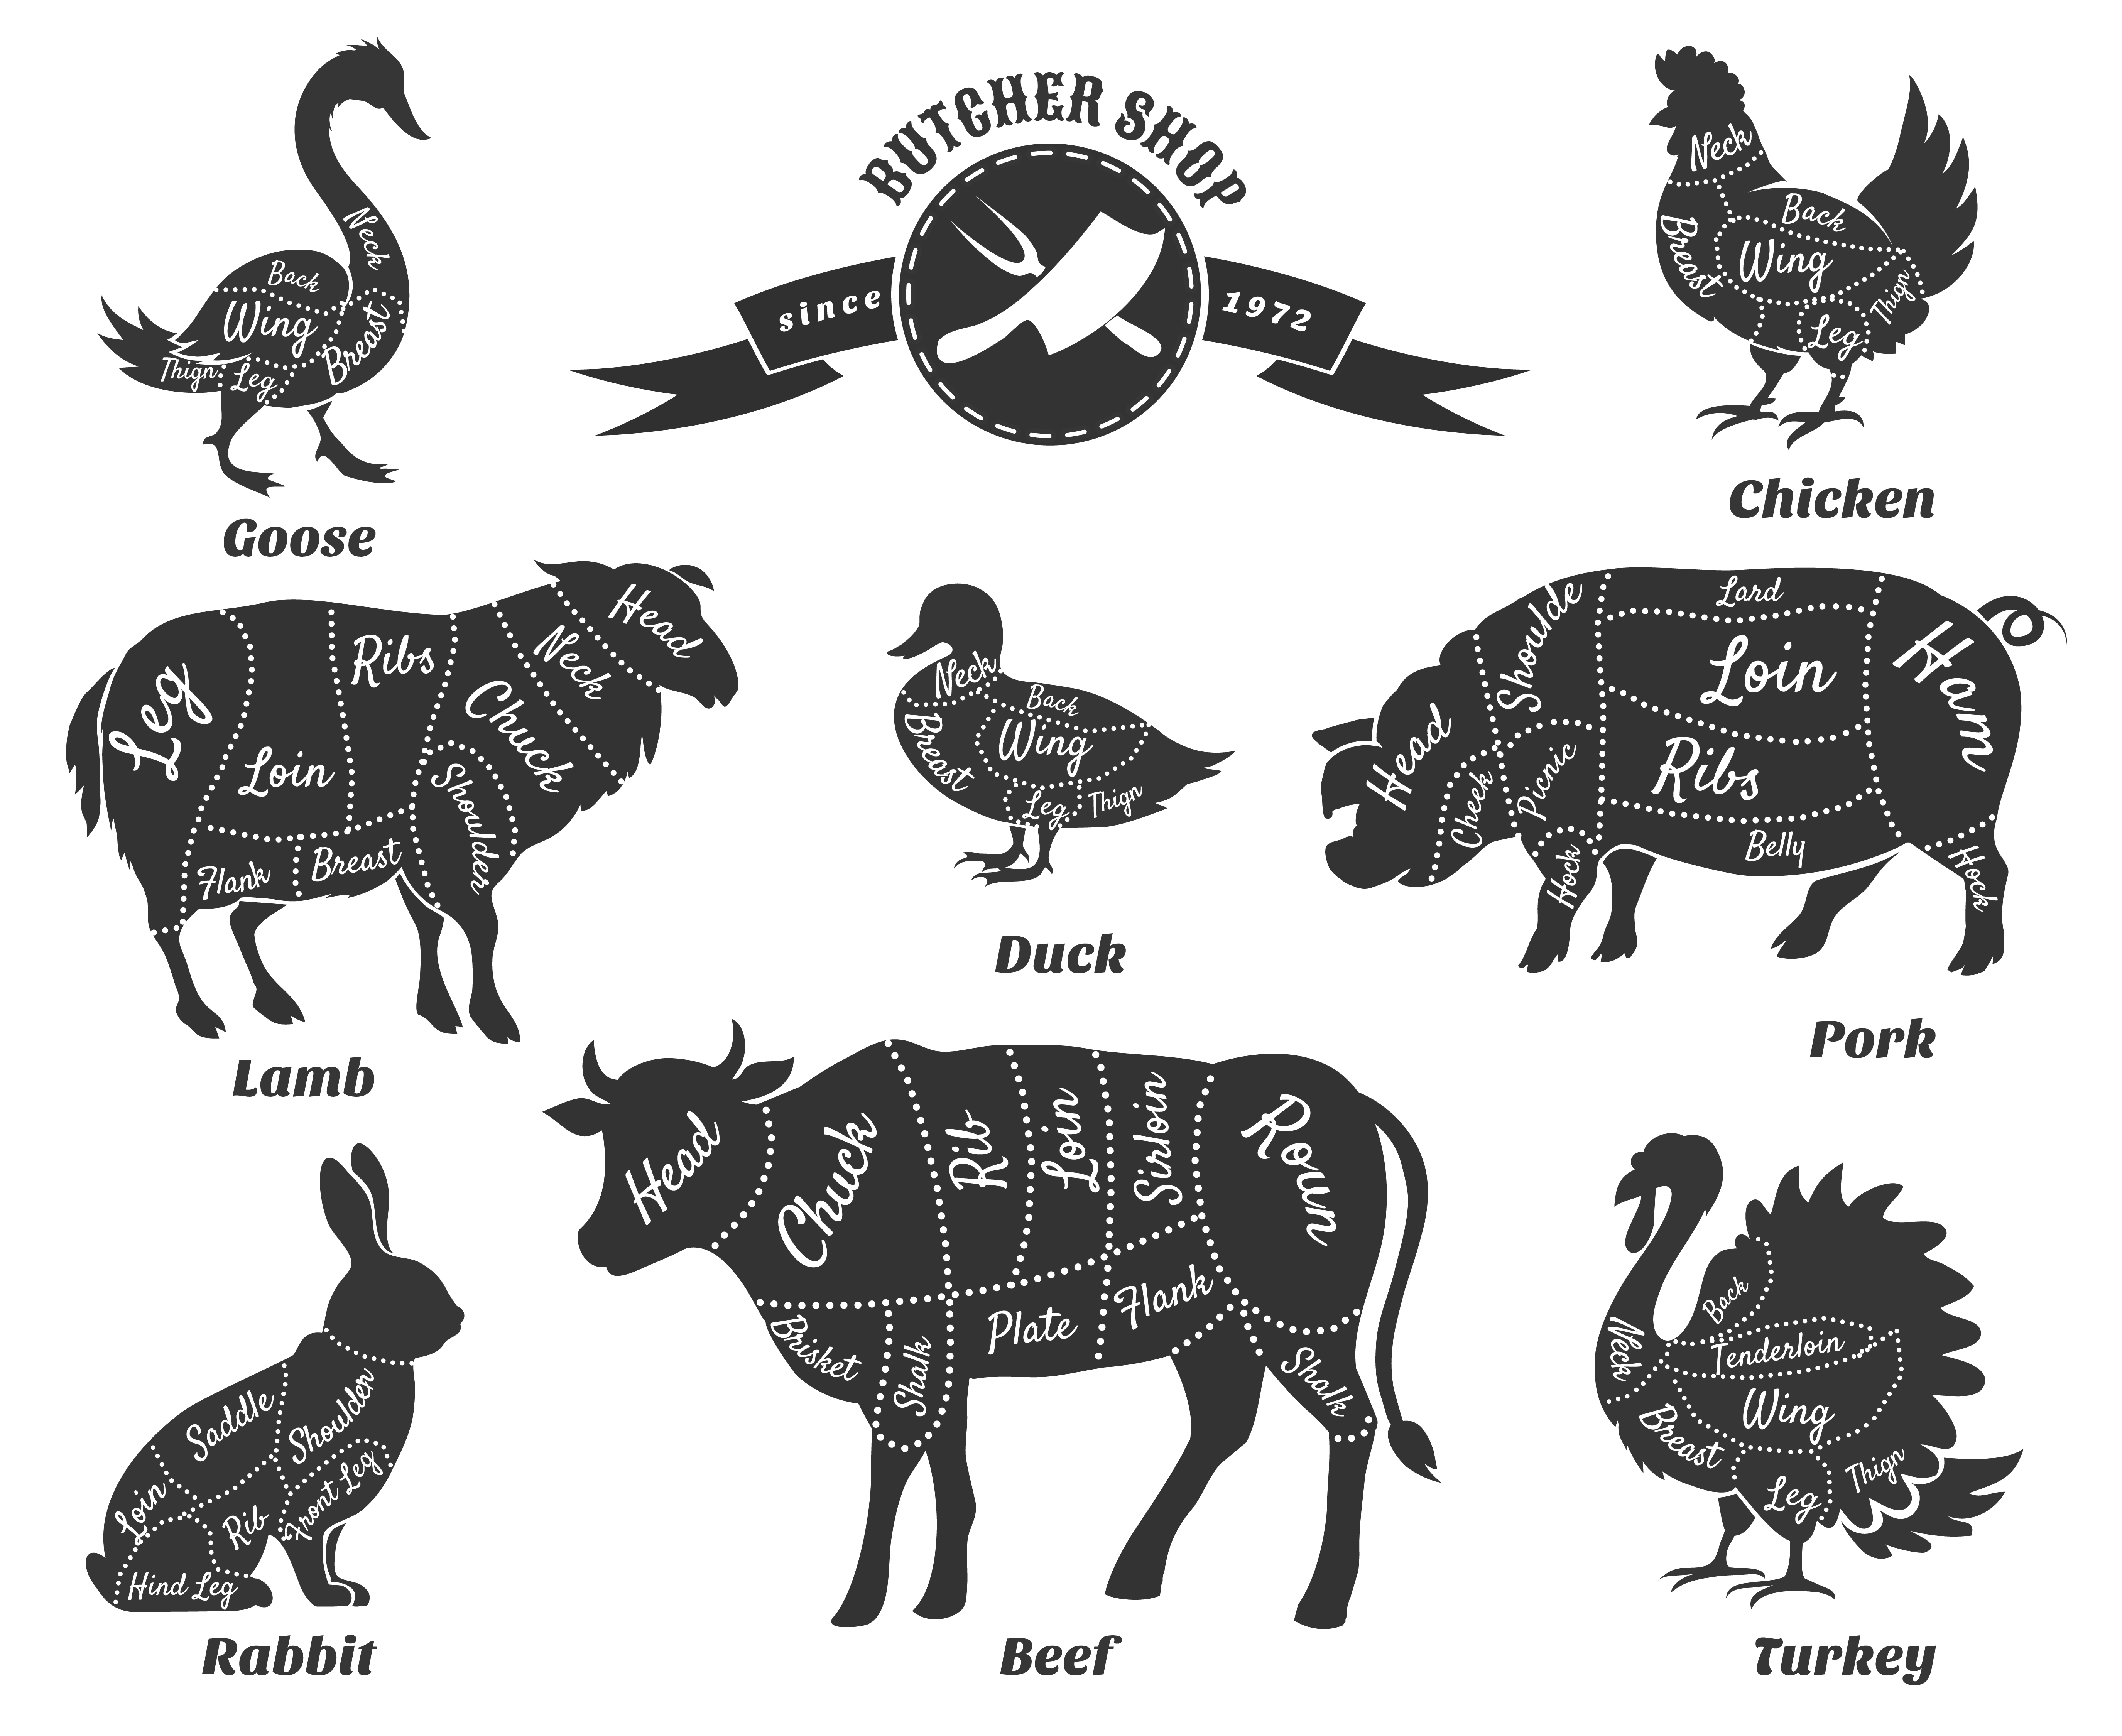 BUTCHER SHOP
since
1972
Neck
Back
Wing
Breast
Thign
Leg
Goose
Neck
Back
Breast
Wing
Thign
Leg
Chicken
Head
Neck
Ribs
Leg
Chuck
Loin
Shoulder
Breast
Flank
Lamb
Neck
Back
Breast
Wing
Leg
Thign
Duck
Lard
Shoulde
Loin
Ham
Head
Ribs
Picnic
Cheek
Belly
Hock
Hock
Pork
Head
Chuck
Rib
Loin
Sirloin
Roun
Flank
Plate
Brisket
Shalk
Shalk
Beef
Saddle
Shoulder
Front Leg
Loin
Rib
Hind Leg
Rabbit
Back
Neck
Tenderloin
Wing
Breast
Leg
Thign
Turkey